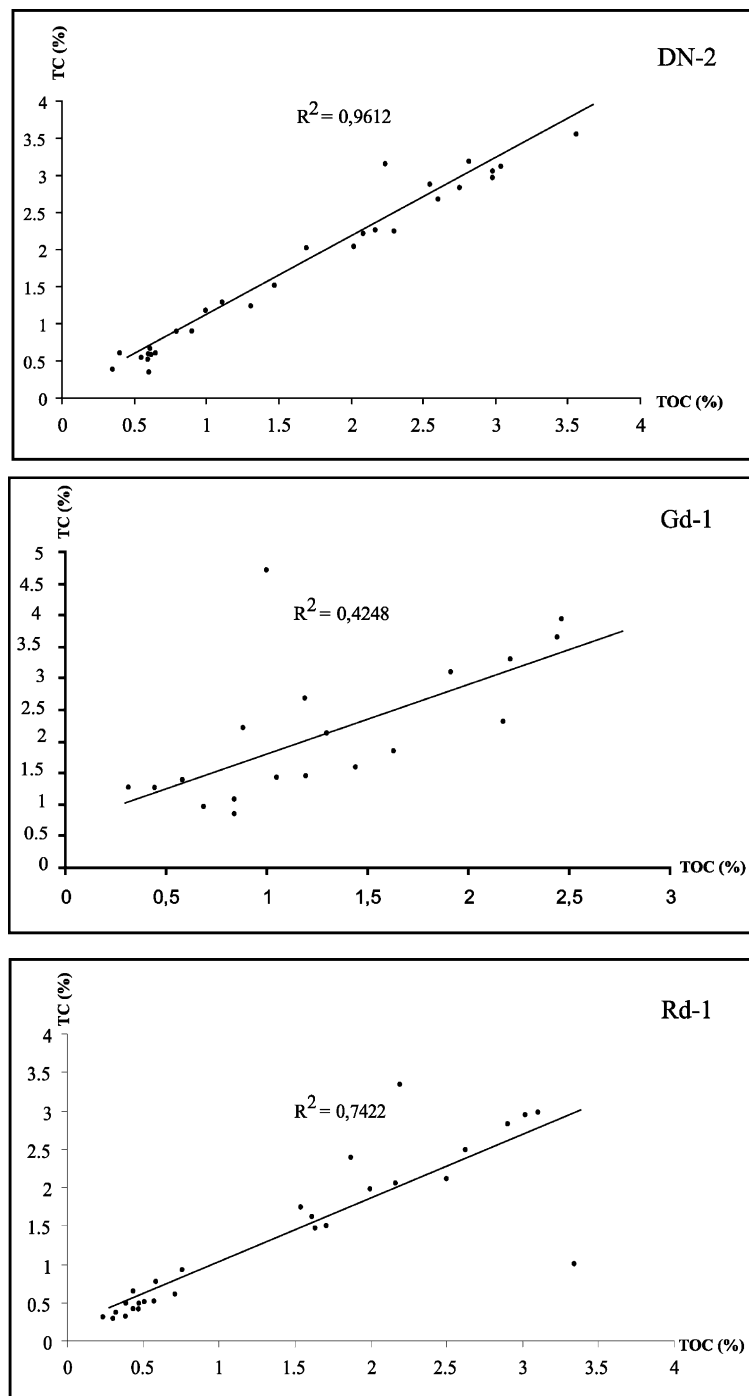 TC (%)
DN-2
R2 = 0,9612
4
3.5
3
2.5
2
1.5
1
0.5
0
TOC (%)
0 0.5 1 1.5 2 2.5 3 3.5 4
TC (%)
Gd-1
R2 = 0,4248
5
4.5
4
3.5
3
2.5
2
1.5
1
0.5
0
TOC (%)
0 0,5 1 1,5 2 2,5 3
TC (%)
Rd-1
R2 = 0,7422
4
3.5
3
2.5
2
1.5
1
0.5
0
TOC (%)
0 0.5 1 1.5 2 2.5 3 3.5 4